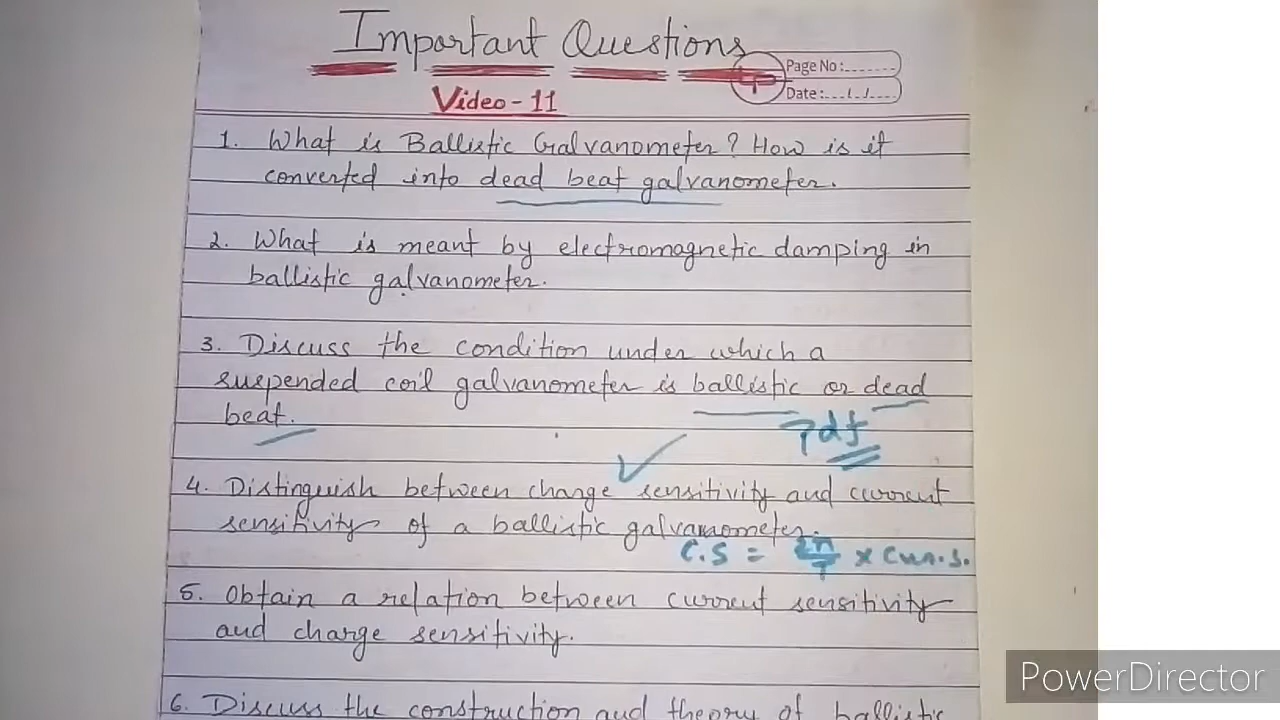 Important Questions
Page No:.......
Date:...../...../.....
Video-11
1. What is Ballistic Galvanometer? How is it
converted into dead beat galvanometer.
2. What is meant by electromagnetic damping in
ballistic galvanometer.
3. Discuss the condition under which a
suspended coil galvanometer is ballistic or dead
beat.
Pdf
4. Distinguish between charge sensitivity and current
sensitivity of a ballistic galvanometer.
C.S = 2π/T × Curr.S.
5. Obtain a relation between current sensitivity
and charge sensitivity.
6. Discuss the construction and theory of ballistic
PowerDirector